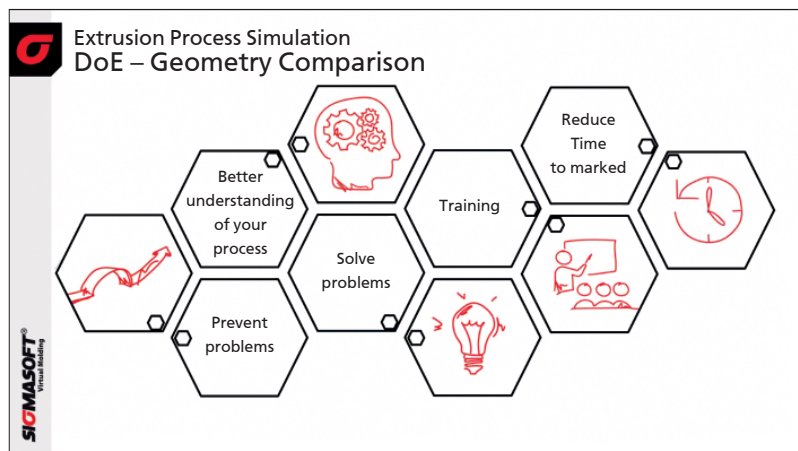 Extrusion Process Simulation
DoE – Geometry Comparison
Better
understanding
of your
process
Prevent
problems
Solve
problems
Training
Reduce
Time
to marked
SIGMASOFT®
Virtual Molding